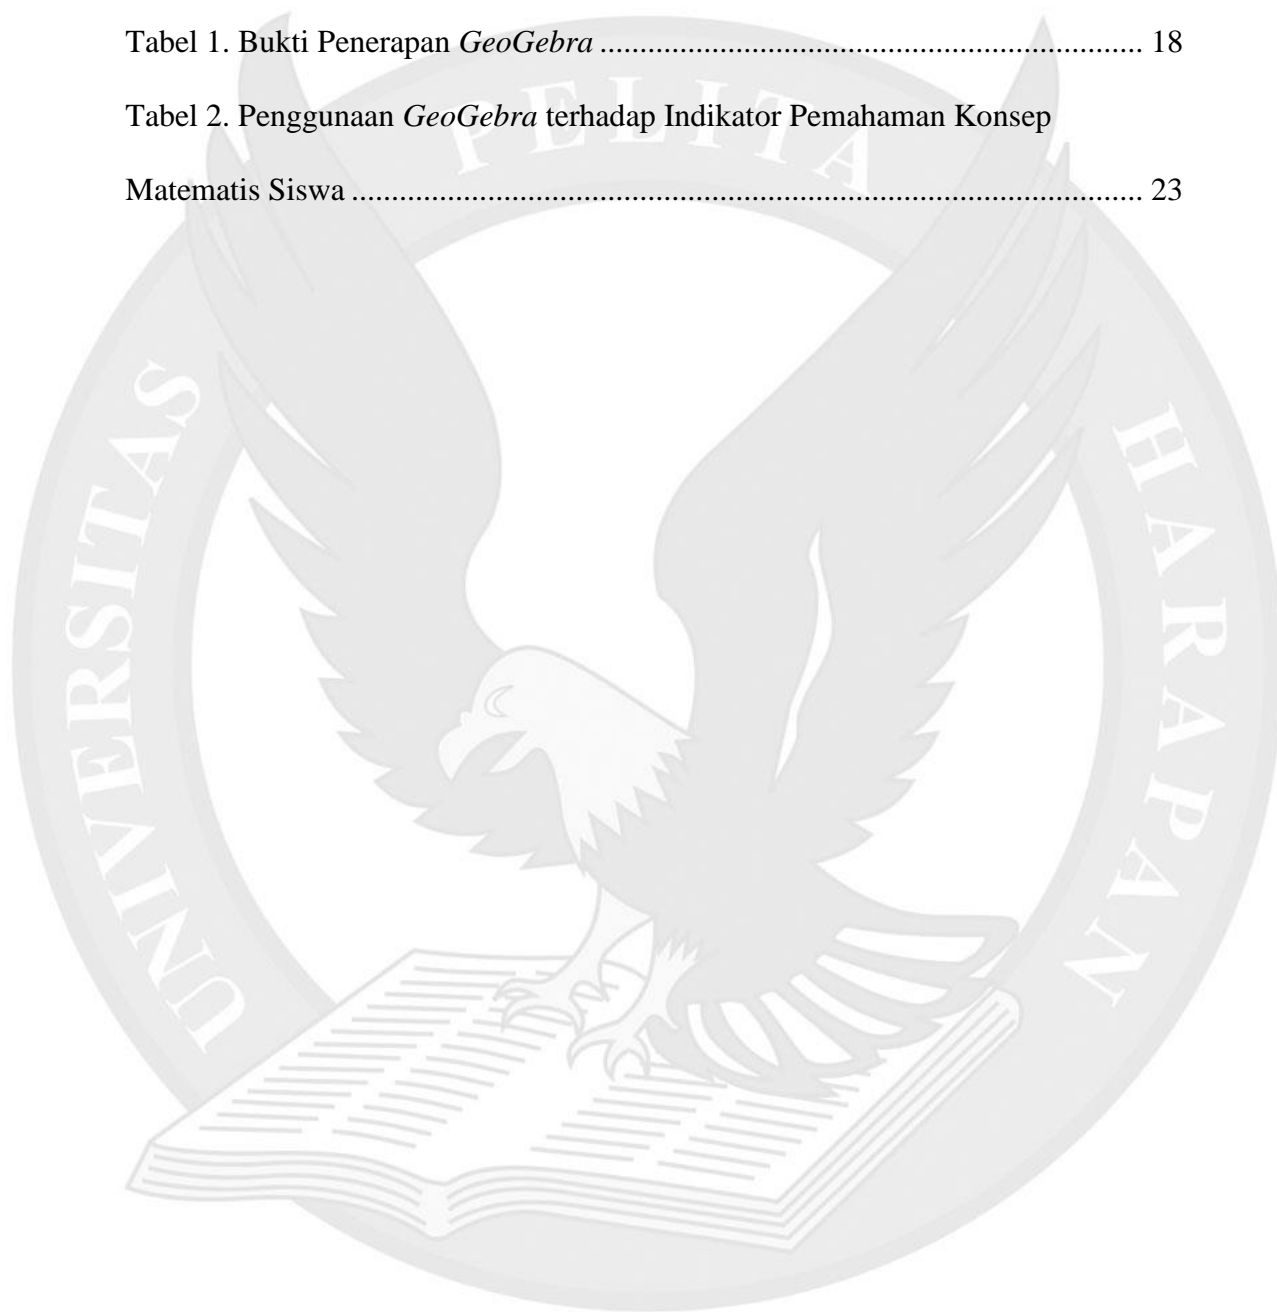 Tabel 1. Bukti Penerapan GeoGebra ..................................................................... 18
Tabel 2. Penggunaan GeoGebra terhadap Indikator Pemahaman Konsep
Matematis Siswa .................................................................................................... 23
UNIVERSITAS PELITA HARAPAN